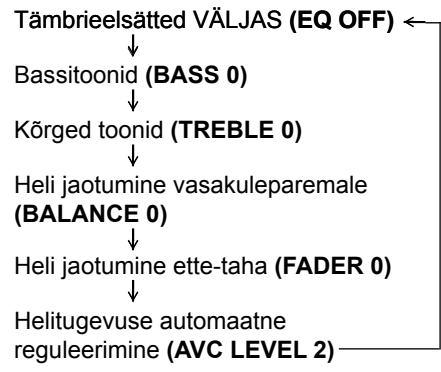 Tämbrieelsätted VÄLJAS (EQ OFF)
Bassitoonid (BASS 0)
Kõrged toonid (TREBLE 0)
Heli jaotumine vasakuleparemale
(BALANCE 0)
Heli jaotumine ette-taha (FADER 0)
Helitugevuse automaatne
reguleerimine (AVC LEVEL 2)